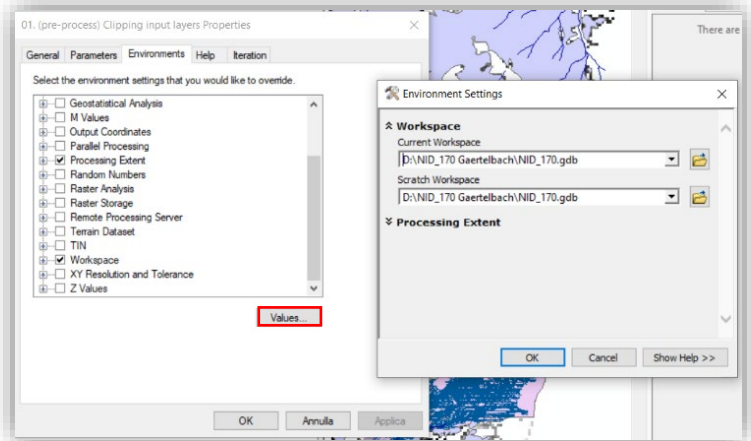 01. (pre-process) Clipping input layers Properties
General Parameters Environments Help Iteration
Select the environment settings that you would like to override.
Geostatistical Analysis
M Values
Output Coordinates
Parallel Processing
Processing Extent
Random Numbers
Raster Analysis
Raster Storage
Remote Processing Server
Terrain Dataset
TIN
Workspace
XY Resolution and Tolerance
Z Values
Values...
OK Annulla Applica
Environment Settings
Workspace
Current Workspace
D:\NID_170 Gaertelbach\NID_170.gdb
Scratch Workspace
D:\NID_170 Gaertelbach\NID_170.gdb
Processing Extent
OK Cancel Show Help >>
There are